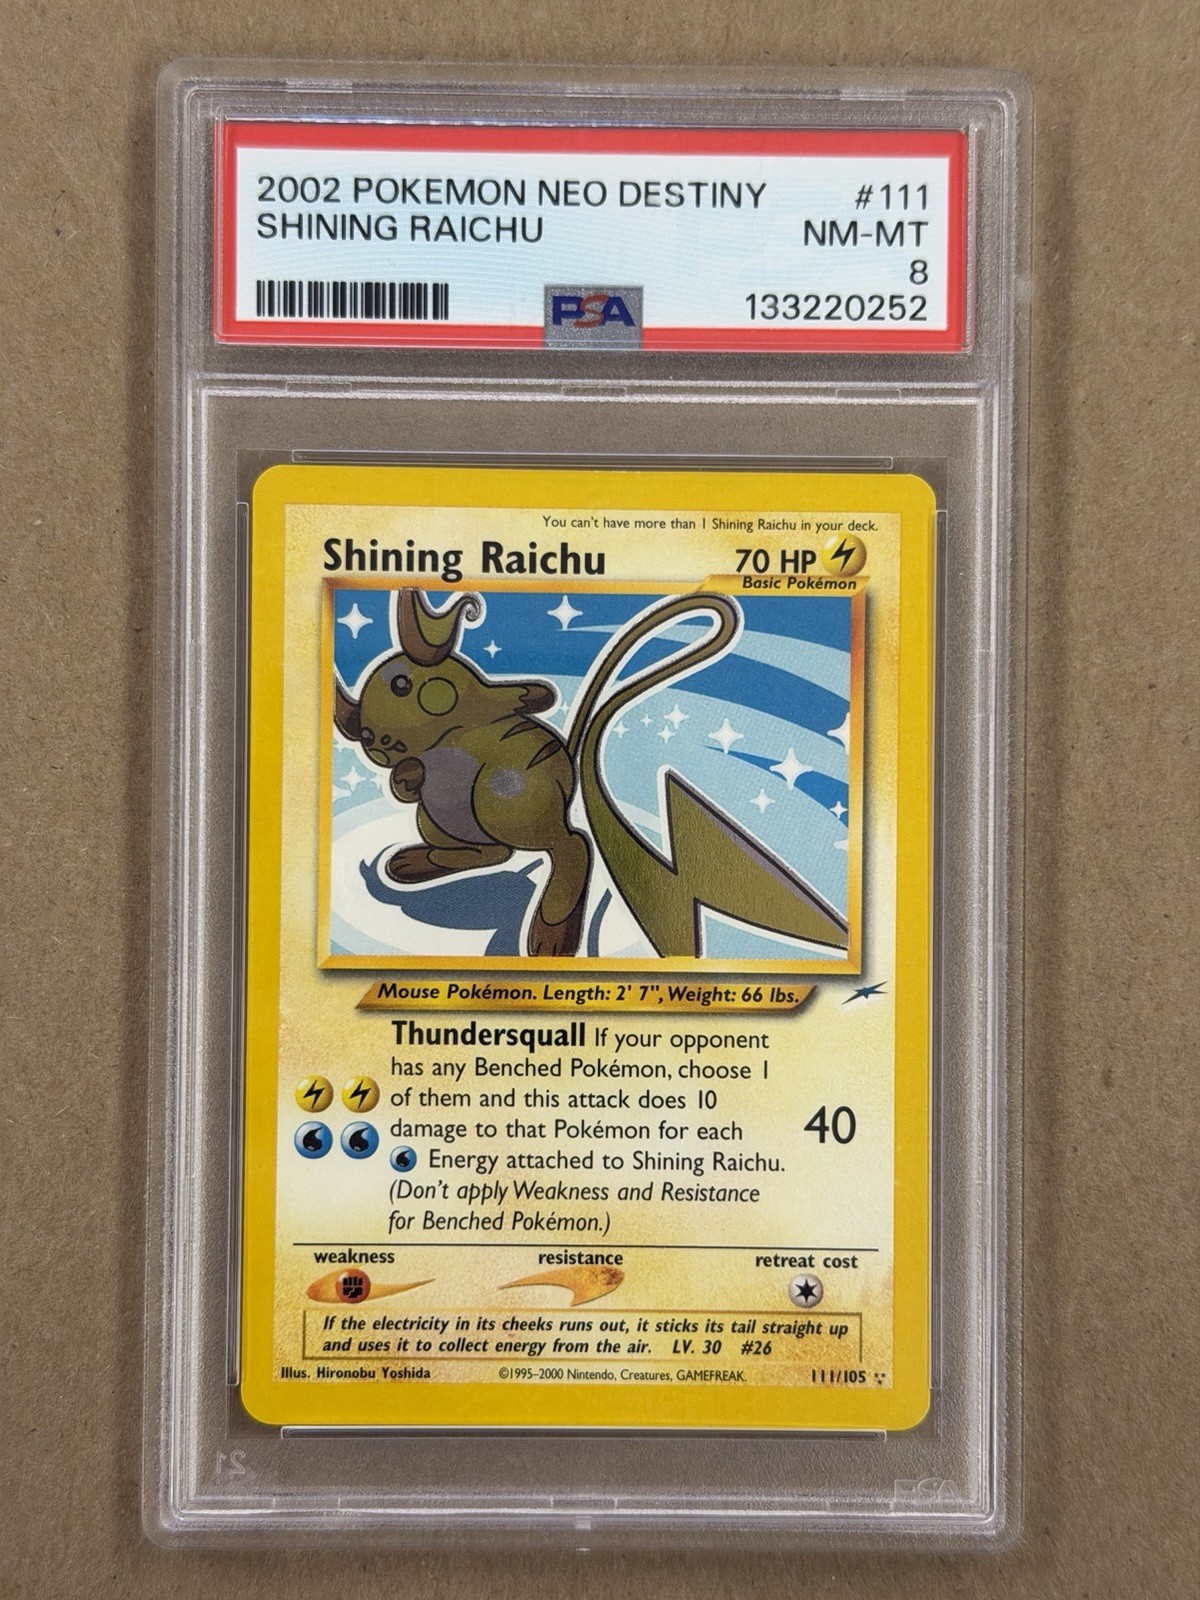 2002 POKEMON NEO DESTINY #111
SHINING RAICHU NM-MT
8
PSA 133220252
You can't have more than 1 Shining Raichu in your deck.
Shining Raichu 70 HP
Basic Pokémon
Mouse Pokémon. Length: 2' 7", Weight: 66 lbs.
Thundersquall If your opponent
has any Benched Pokémon, choose 1
of them and this attack does 10
damage to that Pokémon for each
Energy attached to Shining Raichu.
(Don't apply Weakness and Resistance
for Benched Pokémon.)
40
weakness resistance retreat cost
If the electricity in its cheeks runs out, it sticks its tail straight up
and uses it to collect energy from the air. LV. 30 #26
Illus. Hironobu Yoshida ©1995-2000 Nintendo, Creatures, GAMEFREAK. 111/105
21 PSA